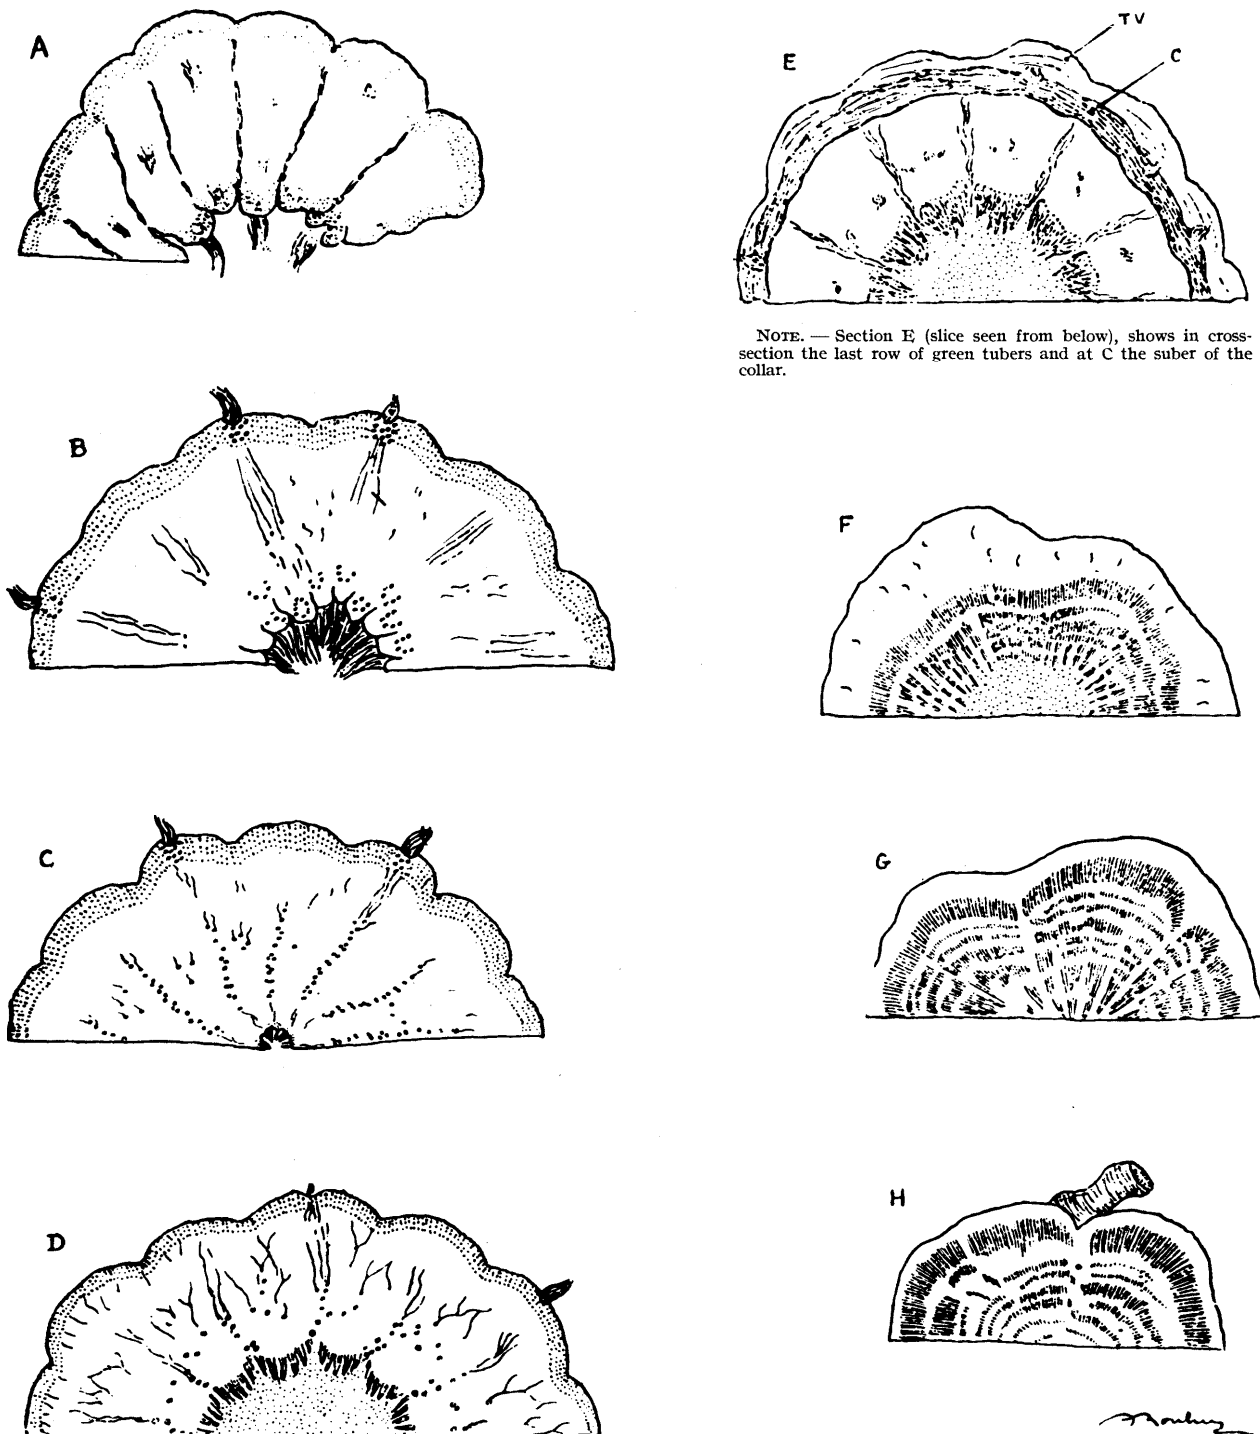 A
TV
E
C
NOTE. — Section E (slice seen from below), shows in cross-
section the last row of green tubers and at C the suber of the
collar.
B
F
C
G
D
H